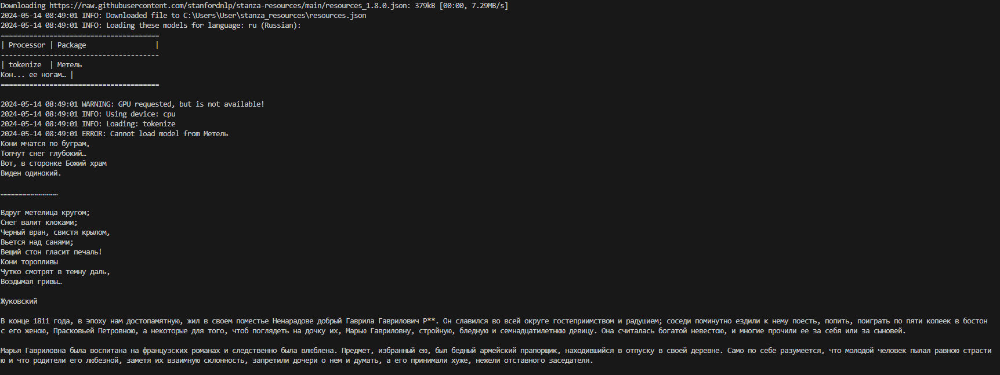 Downloading https://raw.githubusercontent.com/stanfordnlp/stanza-resources/main/resources_1.8.0.json: 379kB [00:00, 7.29MB/s]
2024-05-14 08:49:01 INFO: Downloaded file to C:\Users\User\stanza_resources\resources.json
2024-05-14 08:49:01 INFO: Loading these models for language: ru (Russian):
=======================================
| Processor | Package                 |
---------------------------------------
| tokenize  | Метель
Кон... ее ногам… |
=======================================

2024-05-14 08:49:01 WARNING: GPU requested, but is not available!
2024-05-14 08:49:01 INFO: Using device: cpu
2024-05-14 08:49:01 INFO: Loading: tokenize
2024-05-14 08:49:01 ERROR: Cannot load model from Метель
Кони мчатся по буграм,
Топчут снег глубокий…
Вот, в сторонке Божий храм
Виден одинокий.

………………………………………

Вдруг метелица кругом;
Снег валит клоками;
Черный вран, свистя крылом,
Вьется над санями;
Вещий стон гласит печаль!
Кони торопливы
Чутко смотрят в темну даль,
Воздымая гривы…

Жуковский

В конце 1811 года, в эпоху нам достопамятную, жил в своем поместье Ненарадове добрый Гаврила Гаврилович Р**. Он славился во всей округе гостеприимством и радушием; соседи поминутно ездили к нему поесть, попить, поиграть по пяти копеек в бостон
с его женою, Прасковьей Петровною, а некоторые для того, чтоб поглядеть на дочку их, Марью Гавриловну, стройную, бледную и семнадцатилетнюю девицу. Она считалась богатой невестою, и многие прочили ее за себя или за сыновей.

Марья Гавриловна была воспитана на французских романах и следственно была влюблена. Предмет, избранный ею, был бедный армейский прапорщик, находившийся в отпуску в своей деревне. Само по себе разумеется, что молодой человек пылал равною страсти
ю и что родители его любезной, заметя их взаимную склонность, запретили дочери о нем и думать, а его принимали хуже, нежели отставного заседателя.